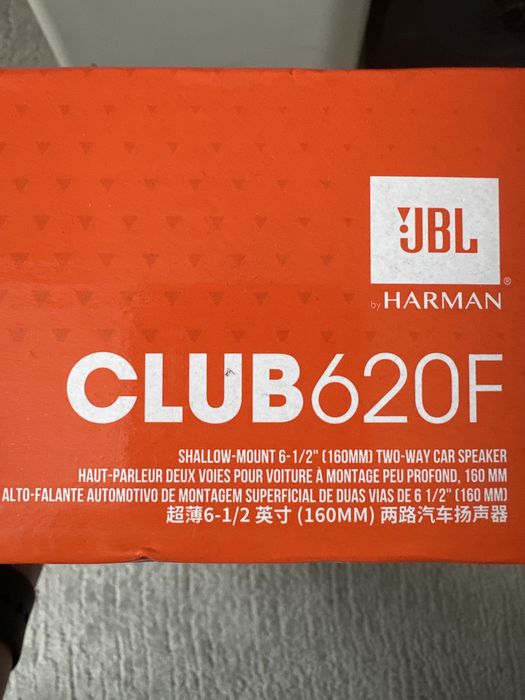 JBL
®
by HARMAN
CLUB620F
SHALLOW-MOUNT 6-1/2" (160MM) TWO-WAY CAR SPEAKER
HAUT-PARLEUR DEUX VOIES POUR VOITURE À MONTAGE PEU PROFOND, 160 MM
ALTO-FALANTE AUTOMOTIVO DE MONTAGEM SUPERFICIAL DE DUAS VIAS DE 6 1/2" (160 MM)
超薄6-1/2 英寸 (160MM) 两路汽车扬声器